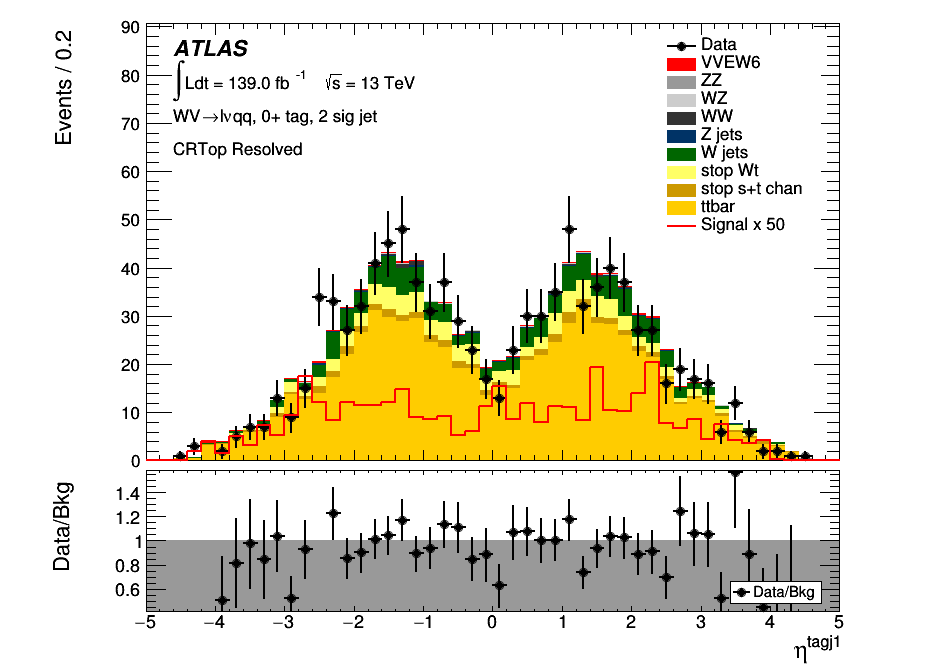 Events / 0.2
90
80
70
60
50
40
30
20
10
0
ATLAS
∫Ldt = 139.0 fb⁻¹ √s = 13 TeV
WV→lνqq, 0+ tag, 2 sig jet
CRTop Resolved
Data
VVEW6
ZZ
WZ
WW
Z jets
W jets
stop Wt
stop s+t chan
ttbar
Signal x 50
Data/Bkg
1.4
1.2
1
0.8
0.6
Data/Bkg
−5 −4 −3 −2 −1 0 1 2 3 4 5
η^tagj1